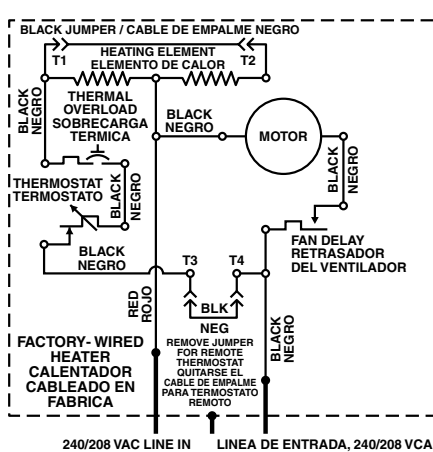 BLACK JUMPER / CABLE DE EMPALME NEGRO
T1
HEATING ELEMENT
ELEMENTO DE CALOR
T2
BLACK
NEGRO
THERMAL
OVERLOAD
SOBRECARGA
TERMICA
BLACK
NEGRO
MOTOR
THERMOSTAT
TERMOSTATO
BLACK
NEGRO
BLACK
NEGRO
FAN DELAY
RETRASADOR
DEL VENTILADOR
BLACK
NEGRO
T3
T4
RED
ROJO
BLK
NEG
BLACK
NEGRO
FACTORY- WIRED
HEATER
CALENTADOR
CABLEADO EN
FABRICA
REMOVE JUMPER
FOR REMOTE
THERMOSTAT
QUITARSE EL
CABLE DE EMPALME
PARA TERMOSTATO
REMOTO
240/208 VAC LINE IN
LINEA DE ENTRADA, 240/208 VCA